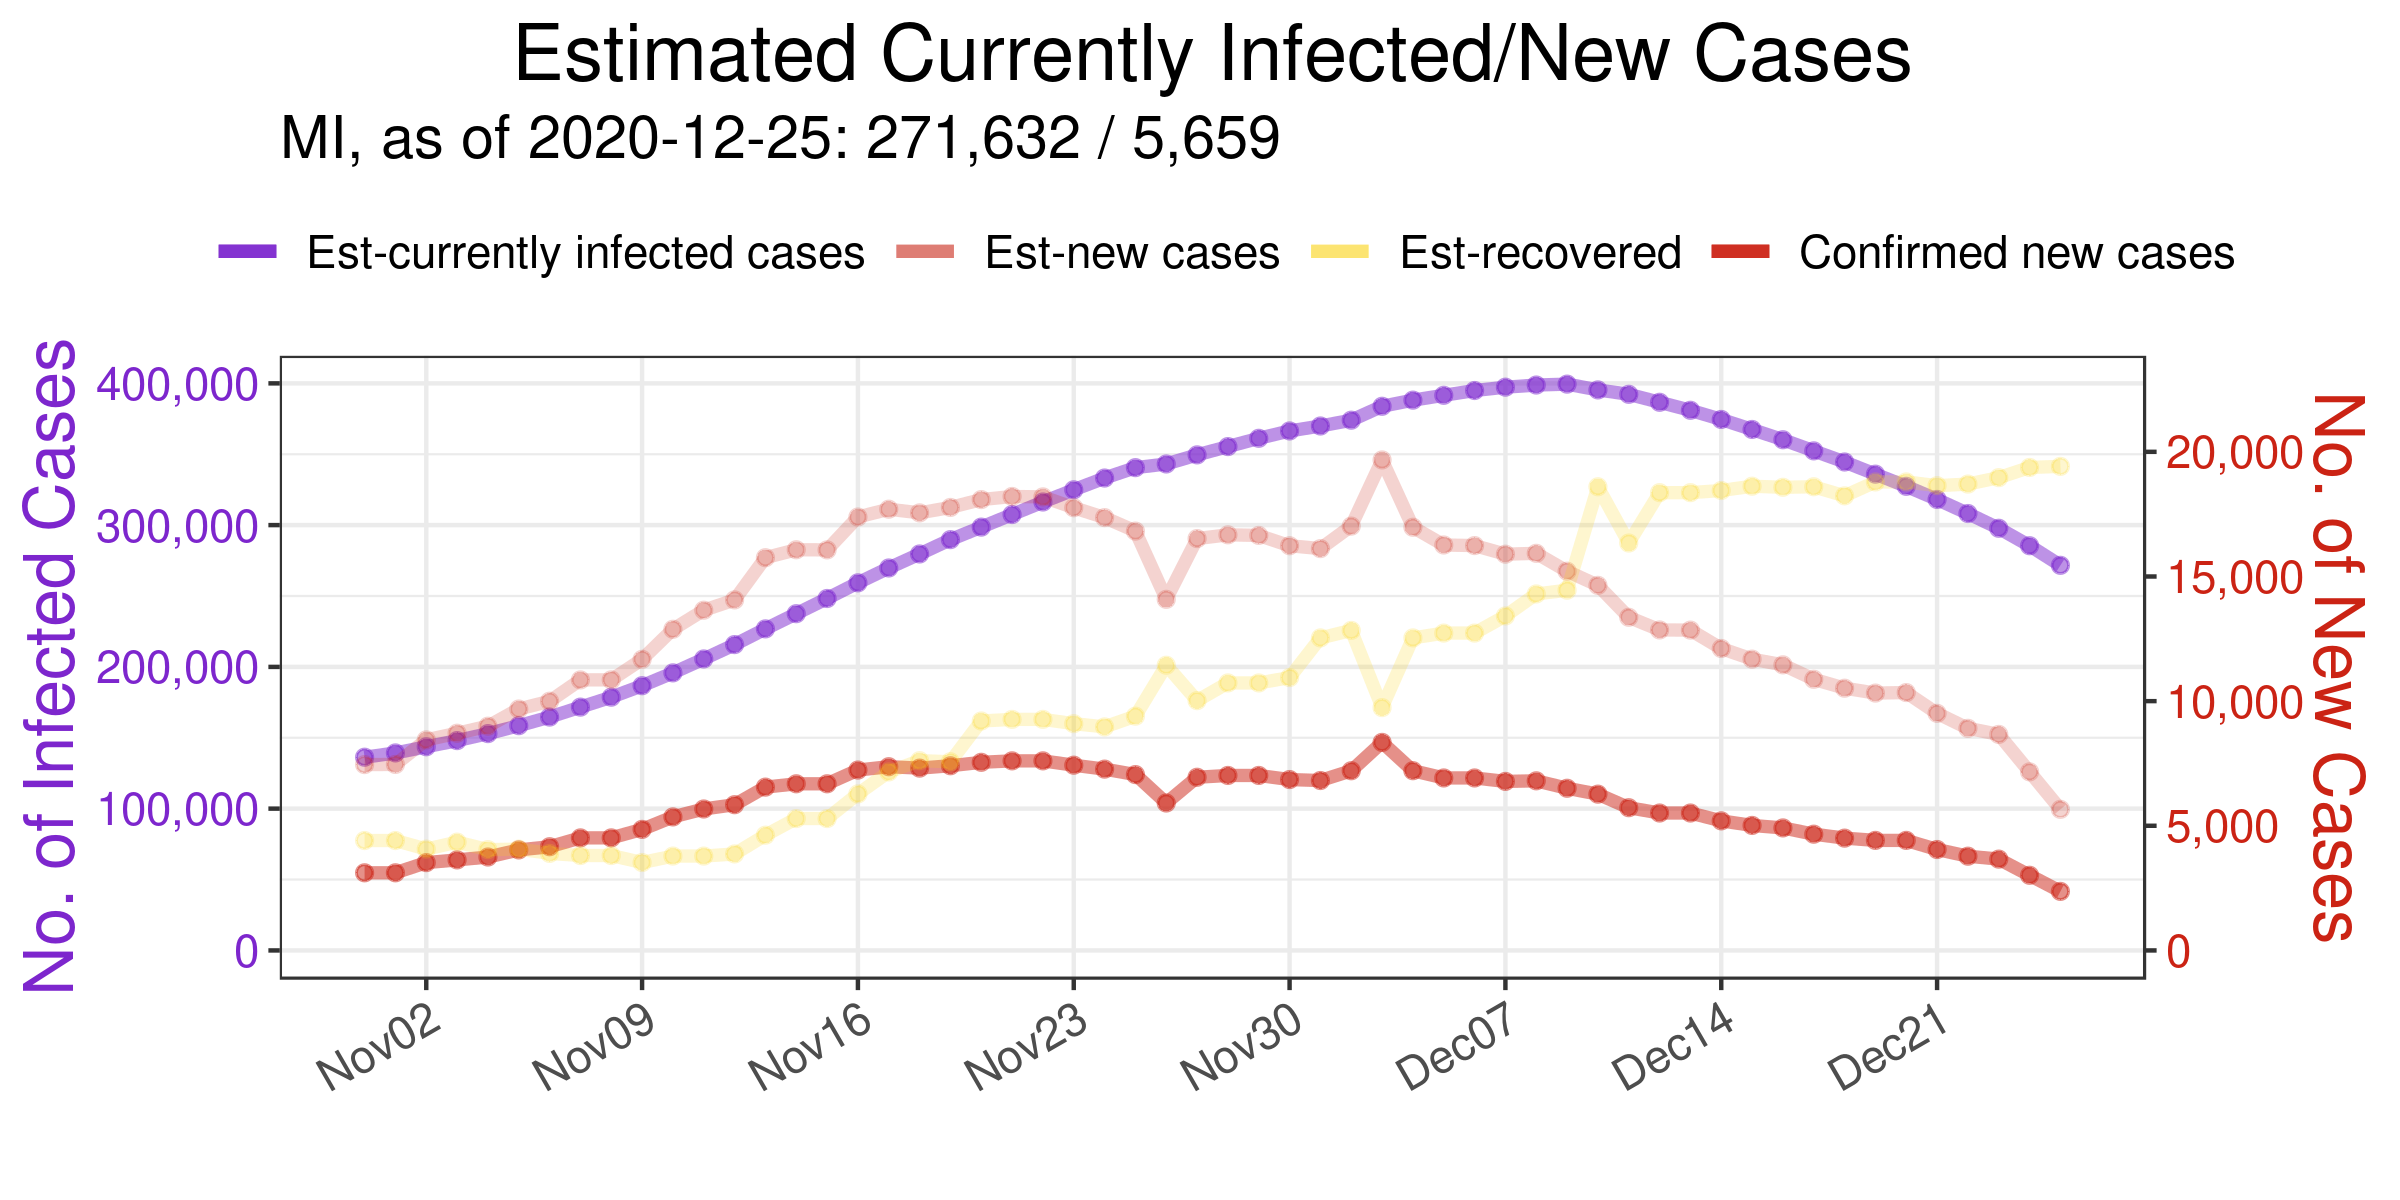 Estimated Currently Infected/New Cases
MI, as of 2020-12-25: 271,632 / 5,659
Est-currently infected cases Est-new cases Est-recovered Confirmed new cases
No. of Infected Cases
400,000
300,000
200,000
100,000
0
20,000
15,000
10,000
5,000
0
No. of New Cases
Nov02 Nov09 Nov16 Nov23 Nov30 Dec07 Dec14 Dec21